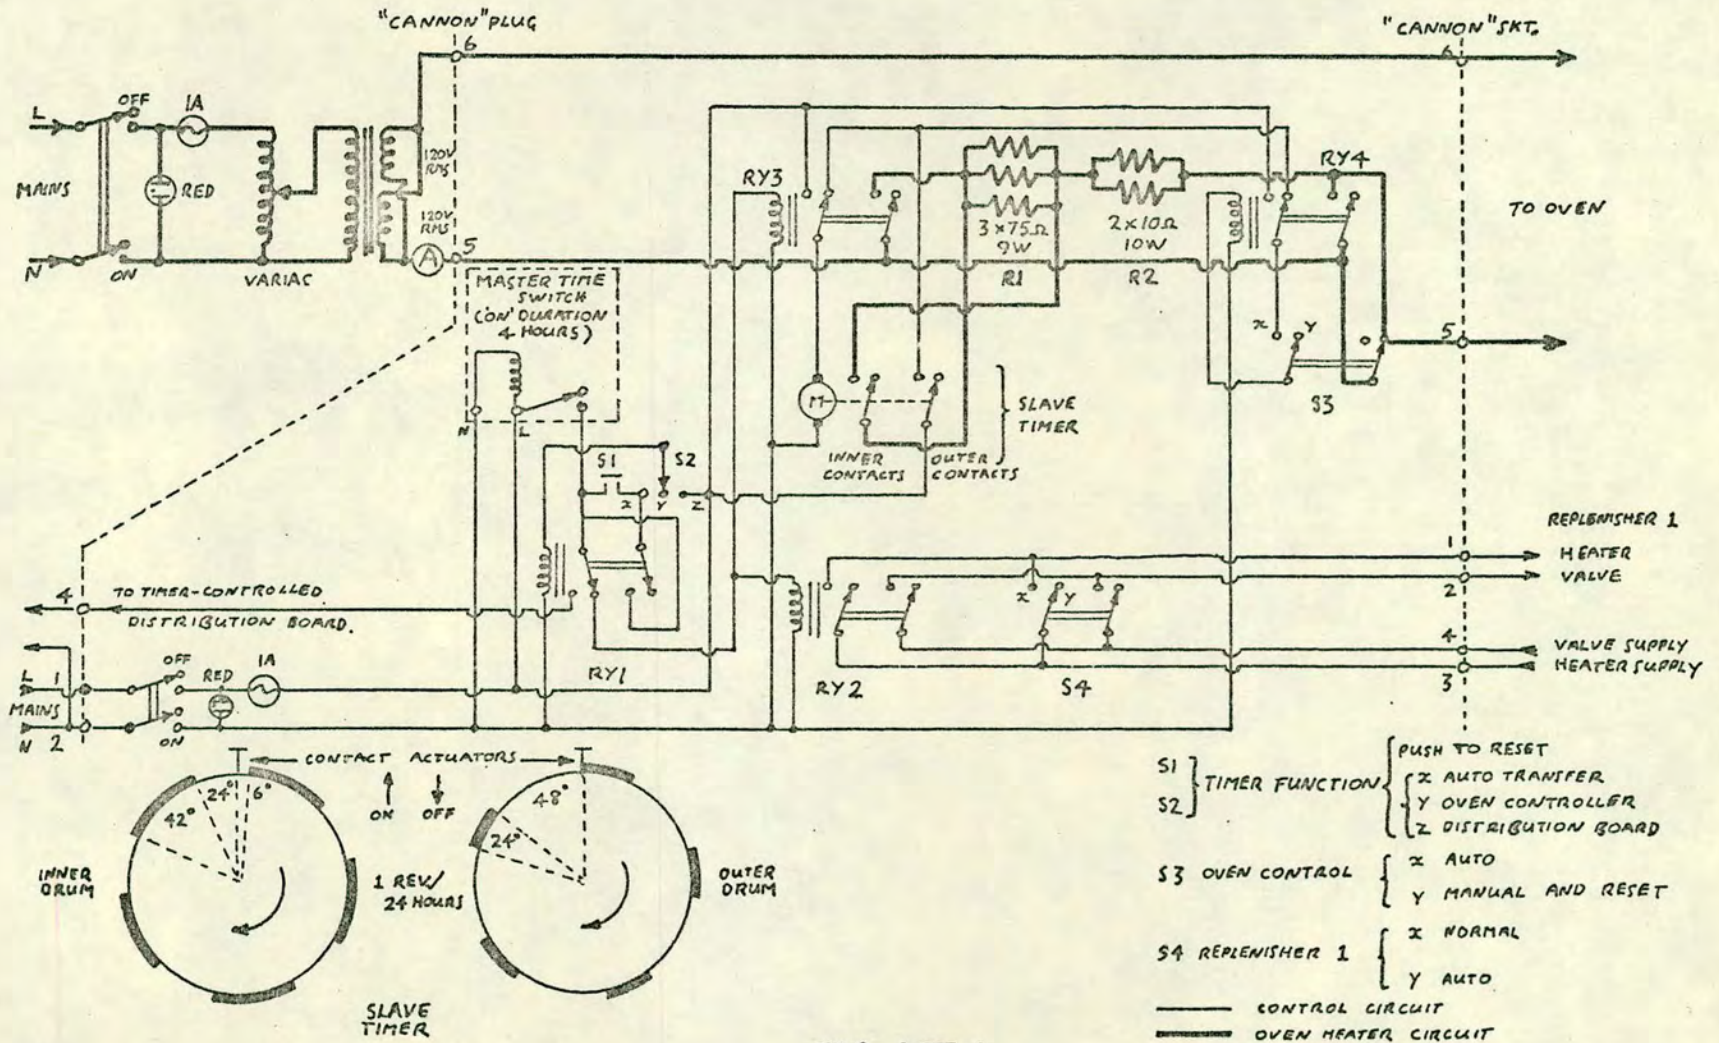 "CANNON" PLUG
"CANNON" SKT.
6
6
L
OFF
1A
MAINS
RED
120V
RMS
120V
RMS
N
ON
VARIAC
A
5
RY3
3 × 75Ω
9W
R1
2 × 10Ω
10W
R2
RY4
TO OVEN
MASTER TIME
SWITCH
('ON' DURATION
4 HOURS)
N
L
x
Y
5
S3
M
SLAVE
TIMER
INNER
CONTACTS
OUTER
CONTACTS
S1
S2
x
Y
Z
REPLENISHER 1
1
HEATER
VALVE
2
4
TO TIMER-CONTROLLED
DISTRIBUTION BOARD.
x
Y
4
VALVE SUPPLY
HEATER SUPPLY
3
RY1
RY2
S4
OFF
RED
1A
L
1
MAINS
N
2
ON
CONTACT ACTUATORS
ON
OFF
24°
6°
42°
48°
24°
INNER
DRUM
1 REV/
24 HOURS
OUTER
DRUM
SLAVE
TIMER
S1
S2
TIMER FUNCTION
PUSH TO RESET
x AUTO TRANSFER
Y OVEN CONTROLLER
Z DISTRIBUTION BOARD
S3 OVEN CONTROL
x AUTO
Y MANUAL AND RESET
S4 REPLENISHER 1
x NORMAL
Y AUTO
CONTROL CIRCUIT
OVEN HEATER CIRCUIT